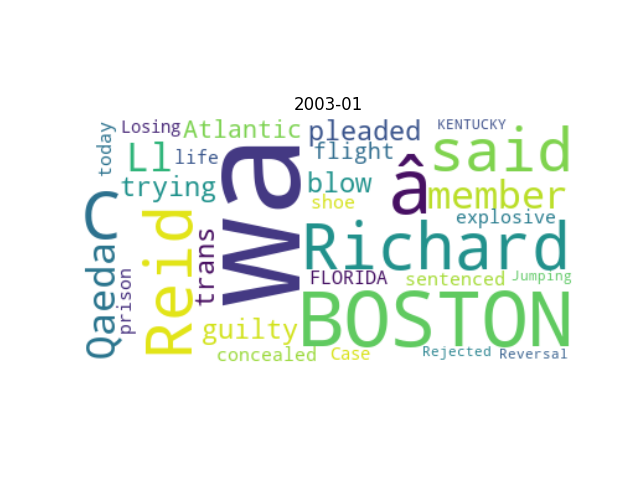 2003-01
today
Losing
Atlantic
pleaded
KENTUCKY
Ll
life
flight
said
trying
blow
â
member
shoe
explosive
C
Qaeda
prison
Reid
trans
wa
Richard
FLORIDA
sentenced
Jumping
guilty
BOSTON
concealed
Case
Rejected
Reversal